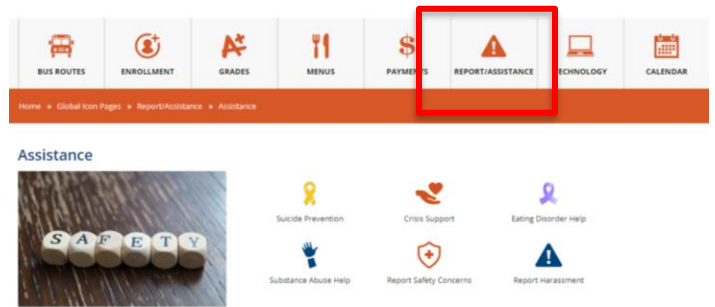 BUS ROUTES ENROLLMENT GRADES MENUS PAYMENTS REPORT/ASSISTANCE TECHNOLOGY CALENDAR
Home » Global Icon Pages » Report/Assistance » Assistance
Assistance
SAFETY
Suicide Prevention Crisis Support Eating Disorder Help
Substance Abuse Help Report Safety Concerns Report Harassment